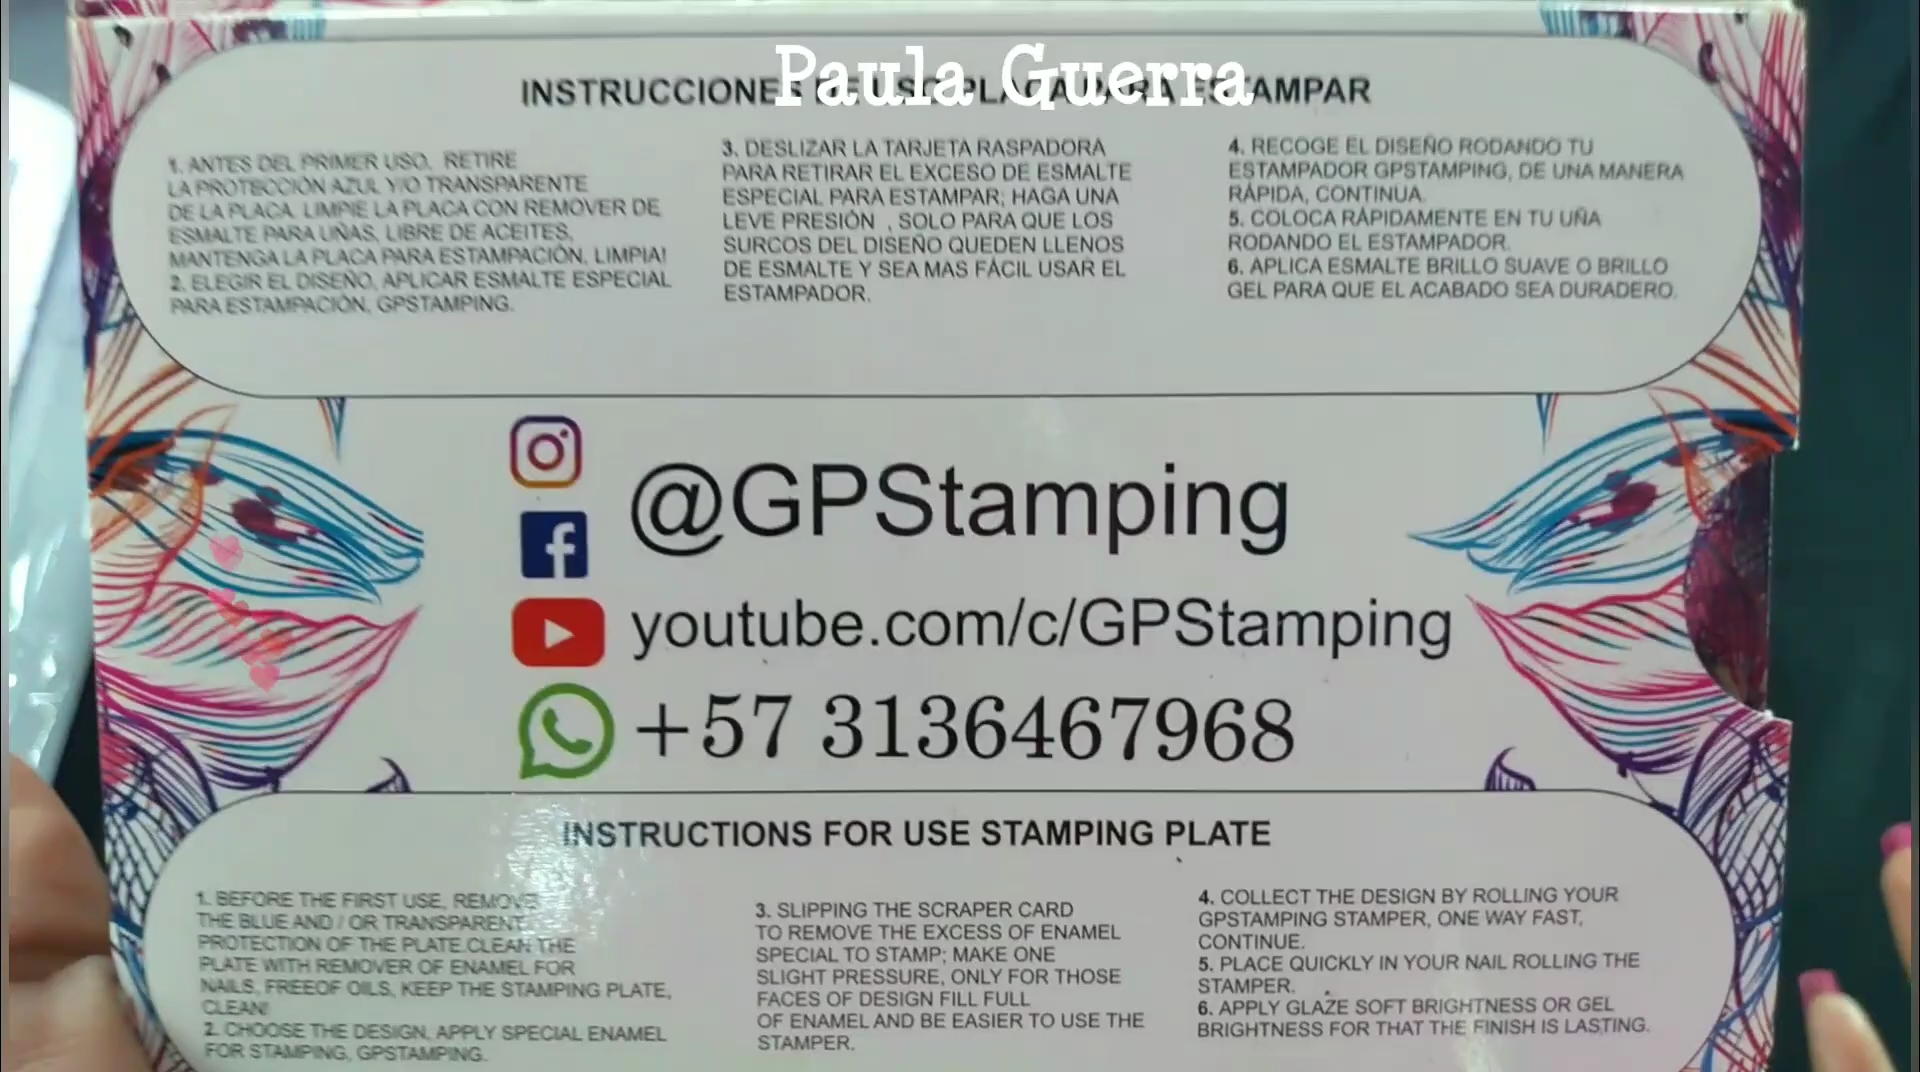 Paula Guerra
INSTRUCCIONES DE USO PLACA PARA ESTAMPAR
1. ANTES DEL PRIMER USO, RETIRE
LA PROTECCIÓN AZUL Y/O TRANSPARENTE
DE LA PLACA. LIMPIE LA PLACA CON REMOVER DE
ESMALTE PARA UÑAS, LIBRE DE ACEITES,
MANTENGA LA PLACA PARA ESTAMPACIÓN, LIMPIA!
2. ELEGIR EL DISEÑO, APLICAR ESMALTE ESPECIAL
PARA ESTAMPACIÓN, GPSTAMPING.
3. DESLIZAR LA TARJETA RASPADORA
PARA RETIRAR EL EXCESO DE ESMALTE
ESPECIAL PARA ESTAMPAR; HAGA UNA
LEVE PRESIÓN , SOLO PARA QUE LOS
SURCOS DEL DISEÑO QUEDEN LLENOS
DE ESMALTE Y SEA MAS FÁCIL USAR EL
ESTAMPADOR.
4. RECOGE EL DISEÑO RODANDO TU
ESTAMPADOR GPSTAMPING, DE UNA MANERA
RÁPIDA, CONTINUA.
5. COLOCA RÁPIDAMENTE EN TU UÑA
RODANDO EL ESTAMPADOR.
6. APLICA ESMALTE BRILLO SUAVE O BRILLO
GEL PARA QUE EL ACABADO SEA DURADERO.
@GPStamping
youtube.com/c/GPStamping
+57 3136467968
INSTRUCTIONS FOR USE STAMPING PLATE
1. BEFORE THE FIRST USE, REMOVE
THE BLUE AND / OR TRANSPARENT
PROTECTION OF THE PLATE.CLEAN THE
PLATE WITH REMOVER OF ENAMEL FOR
NAILS, FREEOF OILS, KEEP THE STAMPING PLATE,
CLEAN!
2. CHOOSE THE DESIGN, APPLY SPECIAL ENAMEL
FOR STAMPING, GPSTAMPING.
3. SLIPPING THE SCRAPER CARD
TO REMOVE THE EXCESS OF ENAMEL
SPECIAL TO STAMP; MAKE ONE
SLIGHT PRESSURE, ONLY FOR THOSE
FACES OF DESIGN FILL FULL
OF ENAMEL AND BE EASIER TO USE THE
STAMPER.
4. COLLECT THE DESIGN BY ROLLING YOUR
GPSTAMPING STAMPER, ONE WAY FAST,
CONTINUE.
5. PLACE QUICKLY IN YOUR NAIL ROLLING THE
STAMPER.
6. APPLY GLAZE SOFT BRIGHTNESS OR GEL
BRIGHTNESS FOR THAT THE FINISH IS LASTING.